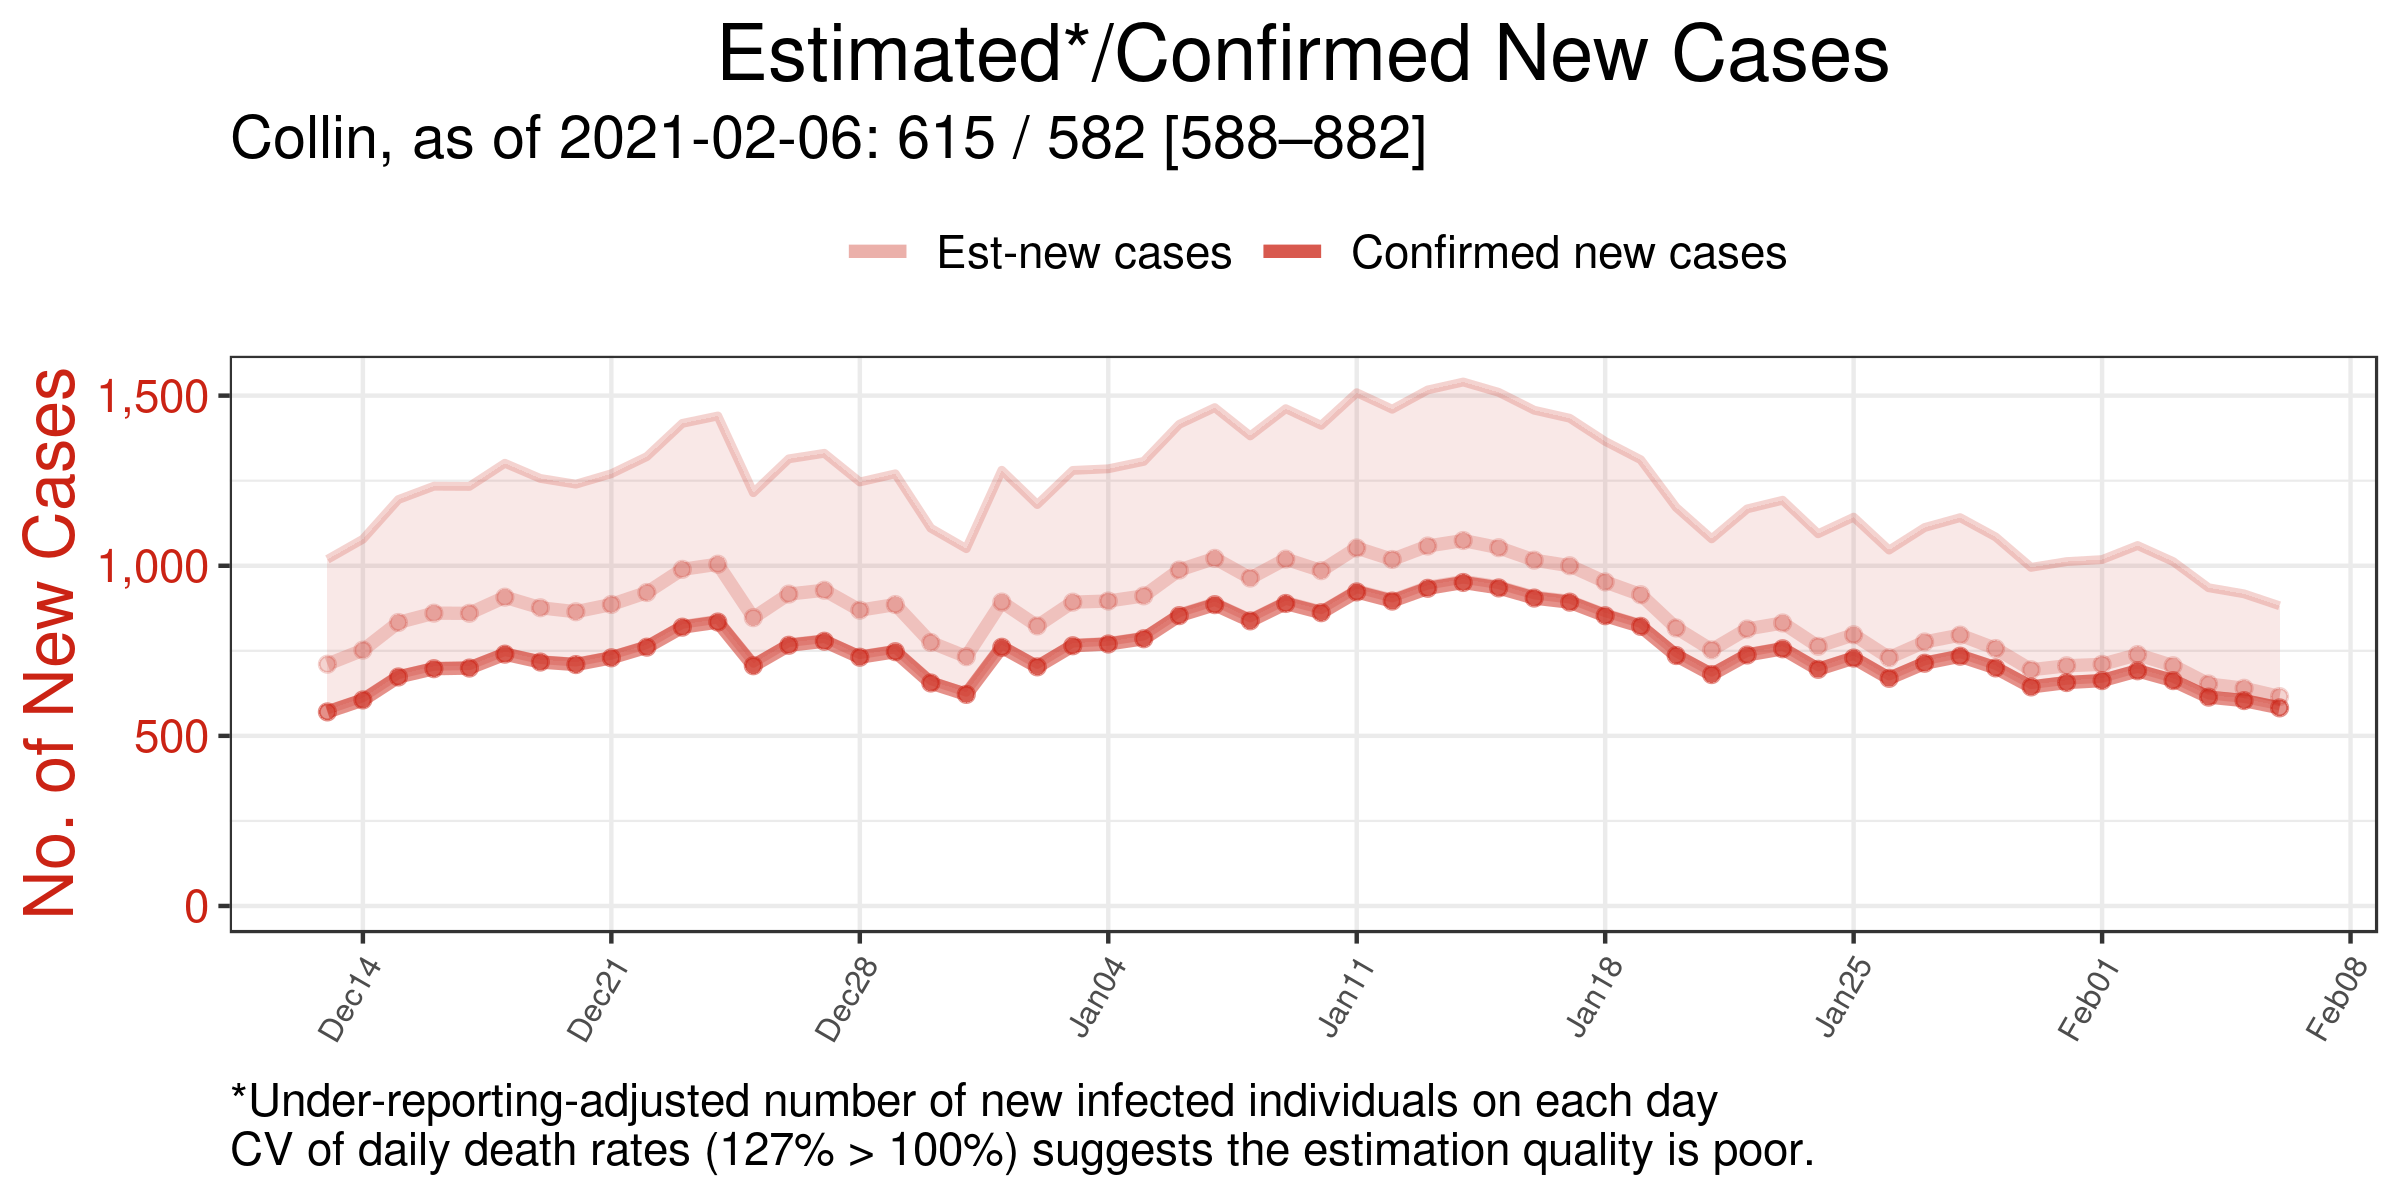 Estimated*/Confirmed New Cases
Collin, as of 2021-02-06: 615 / 582 [588–882]
Est-new cases
Confirmed new cases
No. of New Cases
1,500
1,000
500
0
Dec14
Dec21
Dec28
Jan04
Jan11
Jan18
Jan25
Feb01
Feb08
*Under-reporting-adjusted number of new infected individuals on each day
CV of daily death rates (127% > 100%) suggests the estimation quality is poor.